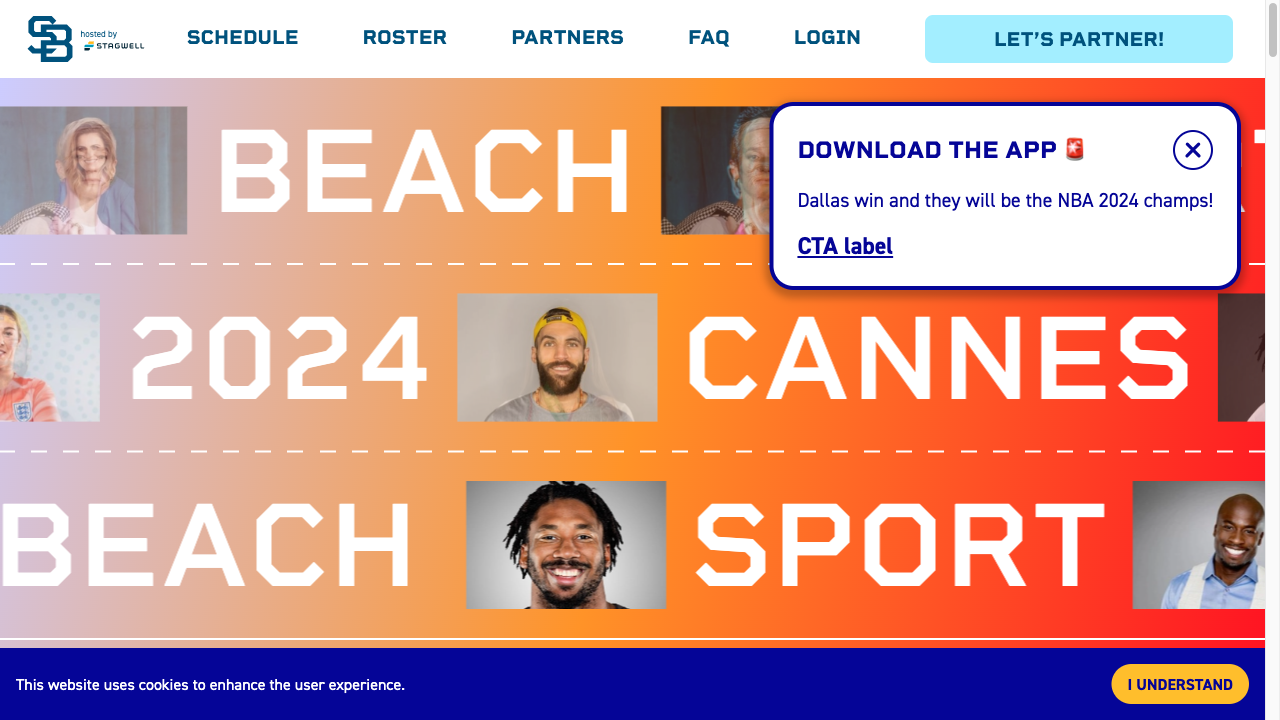 SB hosted by
STAGWELL
SCHEDULE ROSTER PARTNERS FAQ LOGIN LET'S PARTNER!
BEACH
DOWNLOAD THE APP 🚨
Dallas win and they will be the NBA 2024 champs!
CTA label
2024 CANNES
BEACH SPORT
This website uses cookies to enhance the user experience. I UNDERSTAND